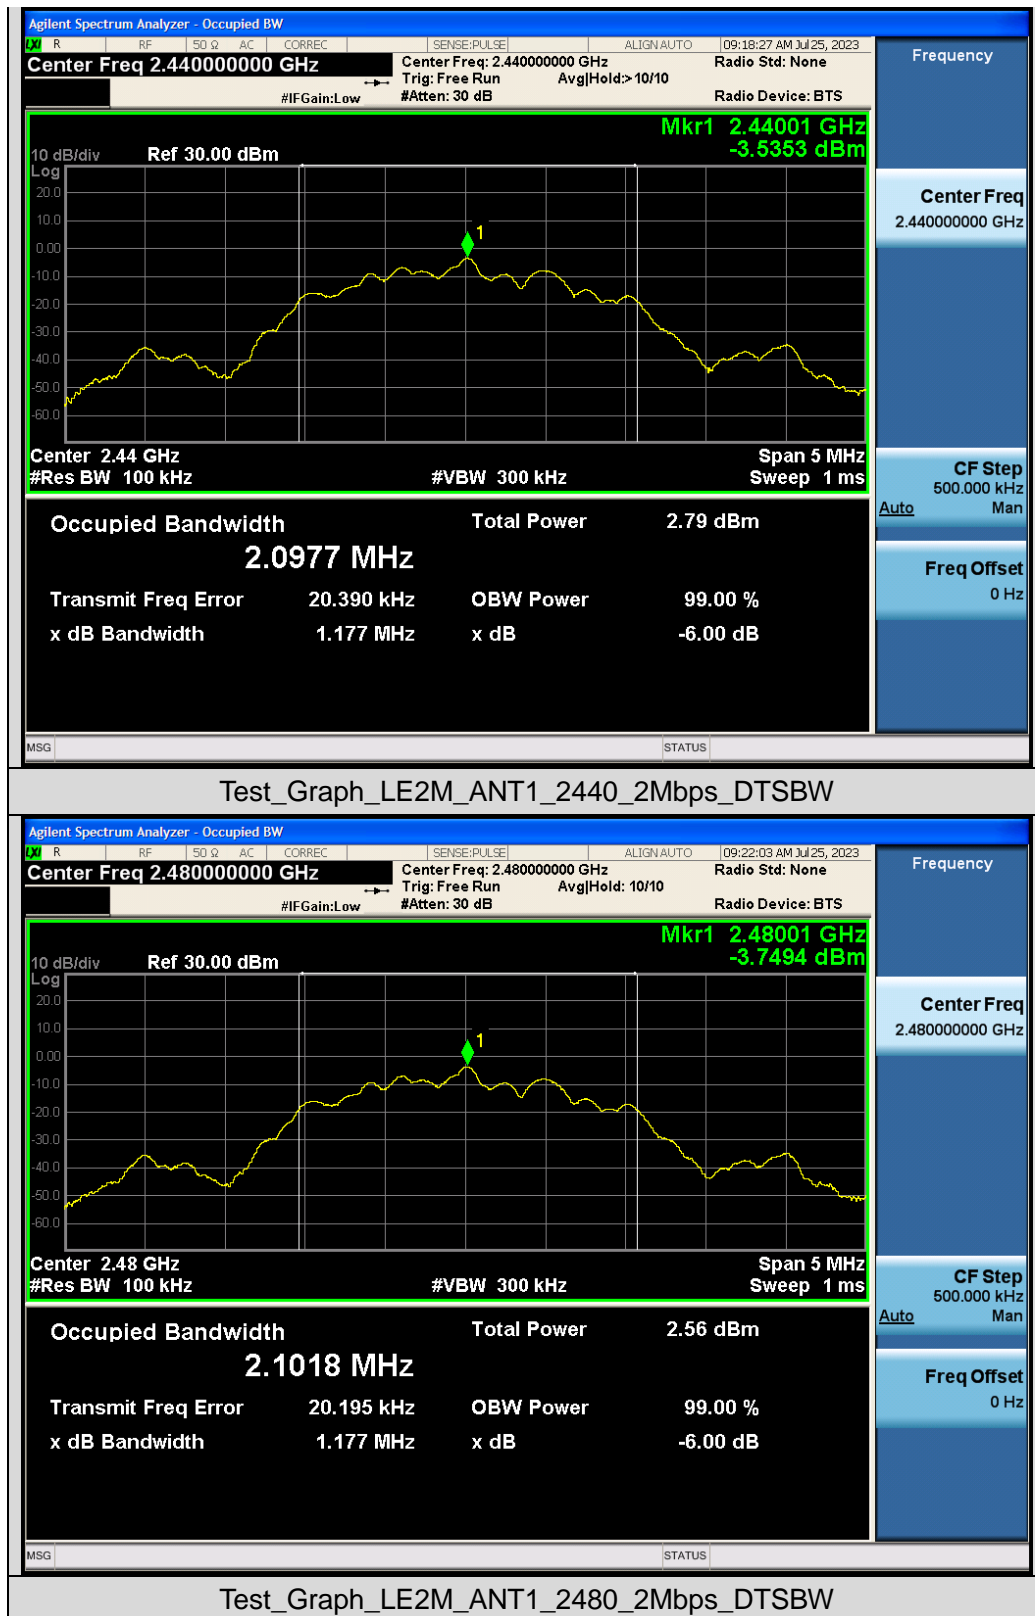 Agilent Spectrum Analyzer - Occupied BW
LXI R RF 50 Ω AC CORREC SENSE:PULSE ALIGN AUTO 09:18:27 AM Jul 25, 2023
Center Freq 2.440000000 GHz
Center Freq: 2.440000000 GHz
Radio Std: None
Trig: Free Run Avg|Hold:>10/10
#IFGain:Low
#Atten: 30 dB
Radio Device: BTS
Frequency
Mkr1 2.44001 GHz
-3.5353 dBm
10 dB/div Ref 30.00 dBm
Log
20.0
10.0
0.00
-10.0
-20.0
-30.0
-40.0
-50.0
-60.0
1
Center 2.44 GHz
Span 5 MHz
#Res BW 100 kHz
#VBW 300 kHz
Sweep 1 ms
Center Freq
2.440000000 GHz
CF Step
500.000 kHz
Auto Man
Freq Offset
0 Hz
Occupied Bandwidth
Total Power 2.79 dBm
2.0977 MHz
Transmit Freq Error 20.390 kHz OBW Power 99.00 %
x dB Bandwidth 1.177 MHz x dB -6.00 dB
MSG STATUS
Test_Graph_LE2M_ANT1_2440_2Mbps_DTSBW
Agilent Spectrum Analyzer - Occupied BW
LXI R RF 50 Ω AC CORREC SENSE:PULSE ALIGN AUTO 09:22:03 AM Jul 25, 2023
Center Freq 2.480000000 GHz
Center Freq: 2.480000000 GHz
Radio Std: None
Trig: Free Run Avg|Hold: 10/10
#IFGain:Low
#Atten: 30 dB
Radio Device: BTS
Frequency
Mkr1 2.48001 GHz
-3.7494 dBm
10 dB/div Ref 30.00 dBm
Log
20.0
10.0
0.00
-10.0
-20.0
-30.0
-40.0
-50.0
-60.0
1
Center 2.48 GHz
Span 5 MHz
#Res BW 100 kHz
#VBW 300 kHz
Sweep 1 ms
Center Freq
2.480000000 GHz
CF Step
500.000 kHz
Auto Man
Freq Offset
0 Hz
Occupied Bandwidth
Total Power 2.56 dBm
2.1018 MHz
Transmit Freq Error 20.195 kHz OBW Power 99.00 %
x dB Bandwidth 1.177 MHz x dB -6.00 dB
MSG STATUS
Test_Graph_LE2M_ANT1_2480_2Mbps_DTSBW